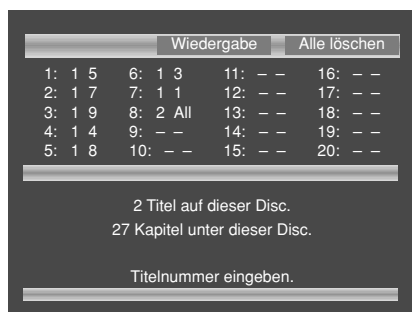 Wiedergabe Alle löschen
1: 1 5 6: 1 3 11: – – 16: – –
2: 1 7 7: 1 1 12: – – 17: – –
3: 1 9 8: 2 All 13: – – 18: – –
4: 1 4 9: – – 14: – – 19: – –
5: 1 8 10: – – 15: – – 20: – –
2 Titel auf dieser Disc.
27 Kapitel unter dieser Disc.
Titelnummer eingeben.